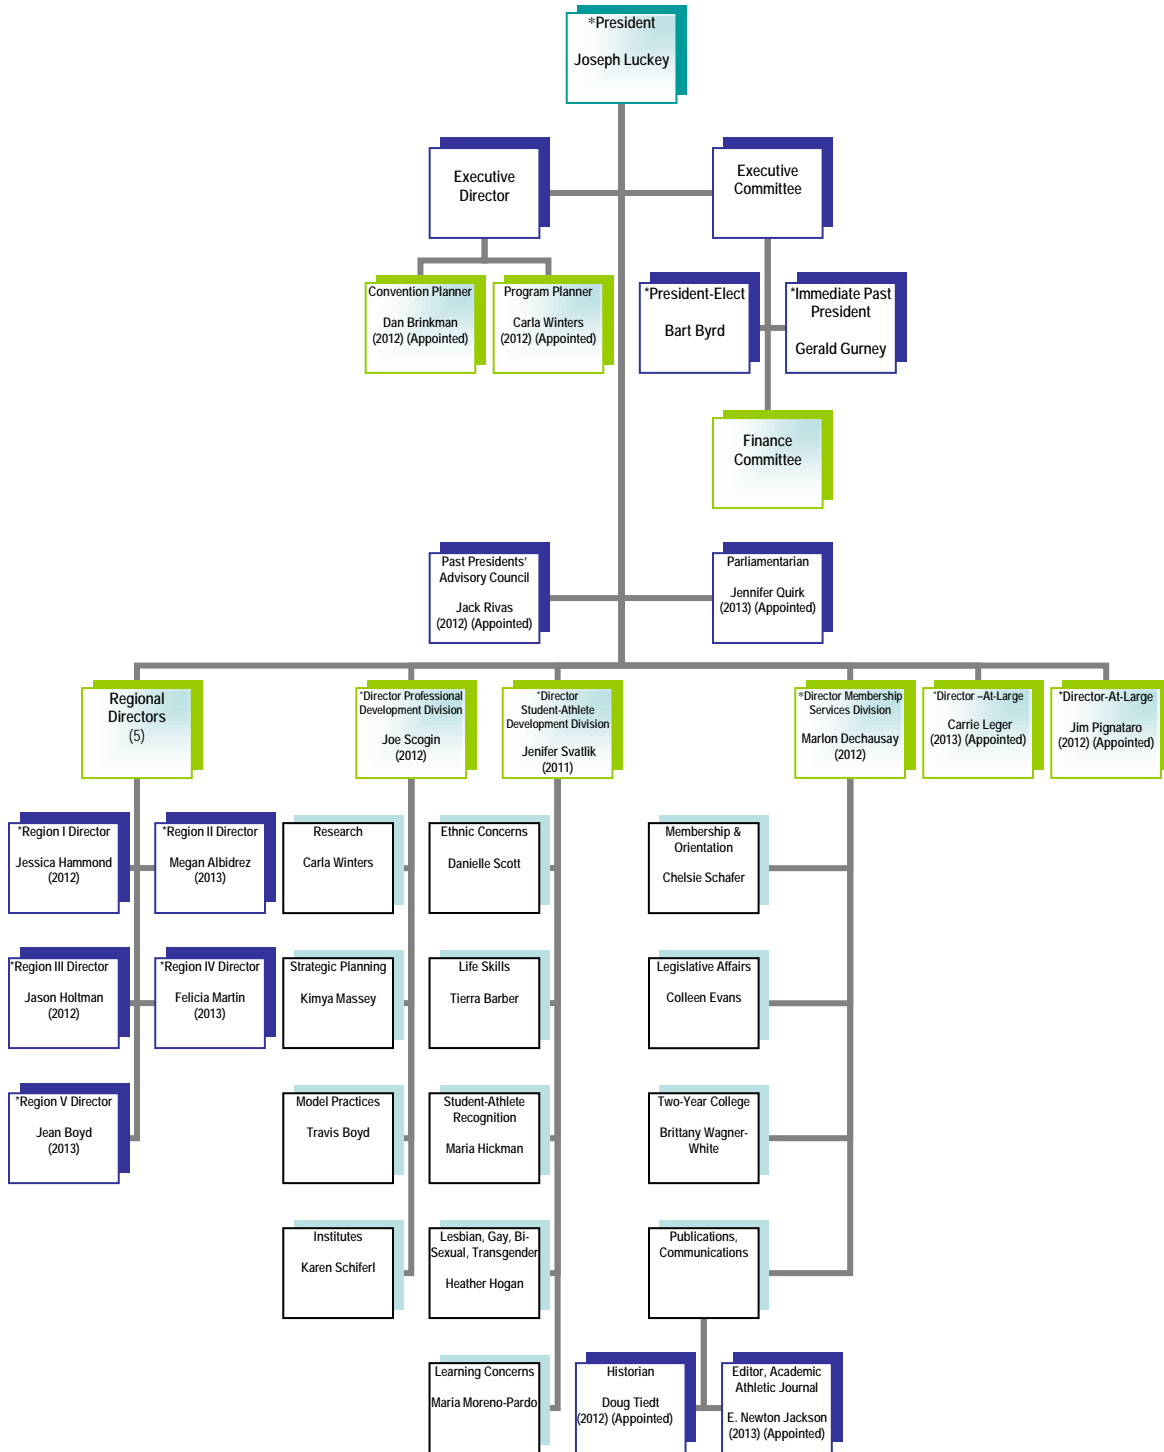 *President
Joseph Luckey
Executive
Director
Executive
Committee
Convention Planner
Dan Brinkman
(2012) (Appointed)
Program Planner
Carla Winters
(2012) (Appointed)
*President-Elect
Bart Byrd
*Immediate Past
President
Gerald Gurney
Finance
Committee
Past Presidents'
Advisory Council
Jack Rivas
(2012) (Appointed)
Parliamentarian
Jennifer Quirk
(2013) (Appointed)
Regional
Directors
(5)
*Director Professional
Development Division
Joe Scogin
(2012)
*Director
Student-Athlete
Development Division
Jenifer Svatlik
(2011)
*Director Membership
Services Division
Marlon Dechausay
(2012)
*Director –At-Large
Carrie Leger
(2013) (Appointed)
*Director-At-Large
Jim Pignataro
(2012) (Appointed)
*Region I Director
Jessica Hammond
(2012)
*Region II Director
Megan Albidrez
(2013)
Research
Carla Winters
Ethnic Concerns
Danielle Scott
Membership &
Orientation
Chelsie Schafer
*Region III Director
Jason Holtman
(2012)
*Region IV Director
Felicia Martin
(2013)
Strategic Planning
Kimya Massey
Life Skills
Tierra Barber
Legislative Affairs
Colleen Evans
*Region V Director
Jean Boyd
(2013)
Model Practices
Travis Boyd
Student-Athlete
Recognition
Maria Hickman
Two-Year College
Brittany Wagner-
White
Institutes
Karen Schiferl
Lesbian, Gay, Bi-
Sexual, Transgender
Heather Hogan
Publications,
Communications
Learning Concerns
Maria Moreno-Pardo
Historian
Doug Tiedt
(2012) (Appointed)
Editor, Academic
Athletic Journal
E. Newton Jackson
(2013) (Appointed)